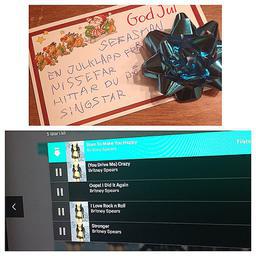 God Jul
SEBASTIAN
EN JULKLAPP FRÅN
NISSEFAR
HITTAR DU PÅ
SINGSTAR
Born To Make You Happy
Britney Spears
(You Drive Me) Crazy
Britney Spears
Oops! I Did It Again
Britney Spears
I Love Rock n Roll
Britney Spears
Stronger
Britney Spears